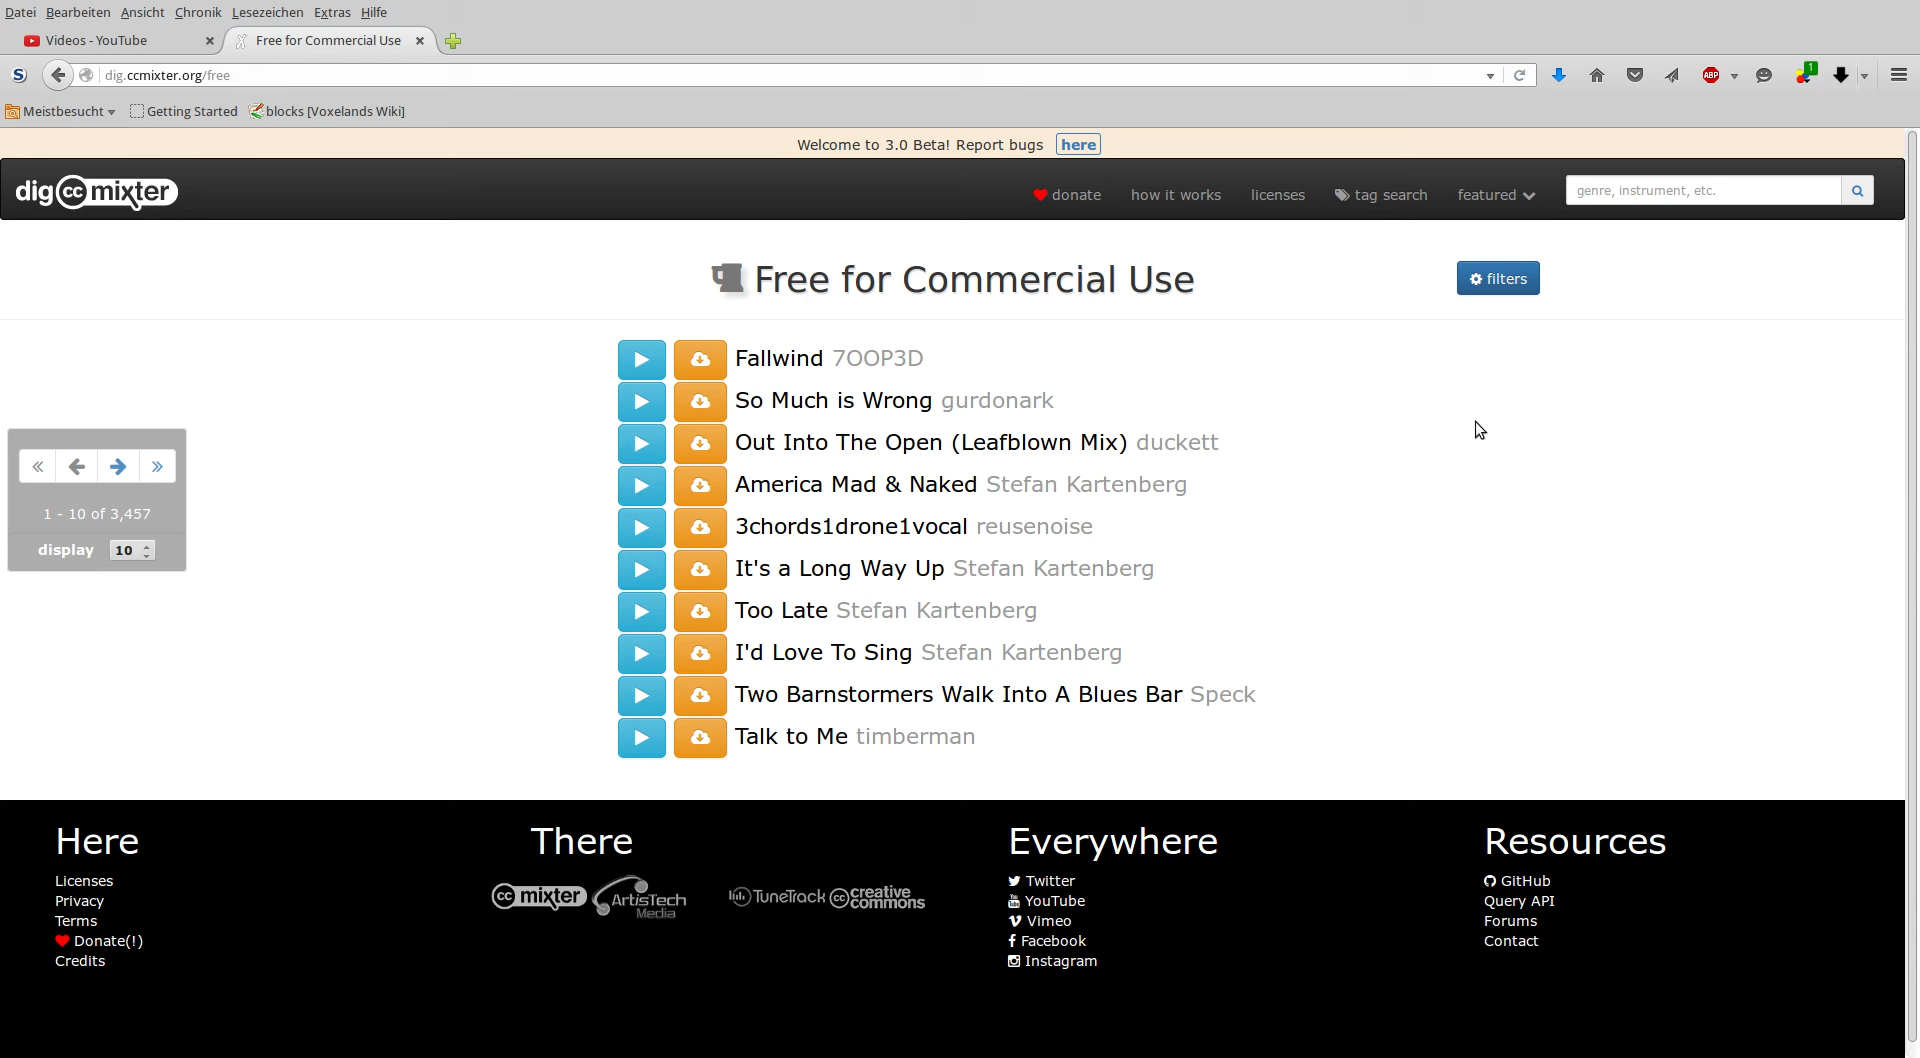 Datei Bearbeiten Ansicht Chronik Lesezeichen Extras Hilfe
Videos - YouTube Free for Commercial Use
S dig.ccmixter.org/free ABP 1
Meistbesucht Getting Started blocks [Voxelands Wiki]
Welcome to 3.0 Beta! Report bugs here
dig cc mixter donate how it works licenses tag search featured genre, instrument, etc.
Free for Commercial Use filters
Fallwind 7OOP3D
So Much is Wrong gurdonark
Out Into The Open (Leafblown Mix) duckett
America Mad & Naked Stefan Kartenberg
3chords1drone1vocal reusenoise
It's a Long Way Up Stefan Kartenberg
Too Late Stefan Kartenberg
I'd Love To Sing Stefan Kartenberg
Two Barnstormers Walk Into A Blues Bar Speck
Talk to Me timberman
« »
1 - 10 of 3,457
display 10
Here
Licenses
Privacy
Terms
Donate(!)
Credits
There
cc mixter ArtisTech Media TuneTrack cc creative commons
Everywhere
Twitter
YouTube
Vimeo
Facebook
Instagram
Resources
GitHub
Query API
Forums
Contact